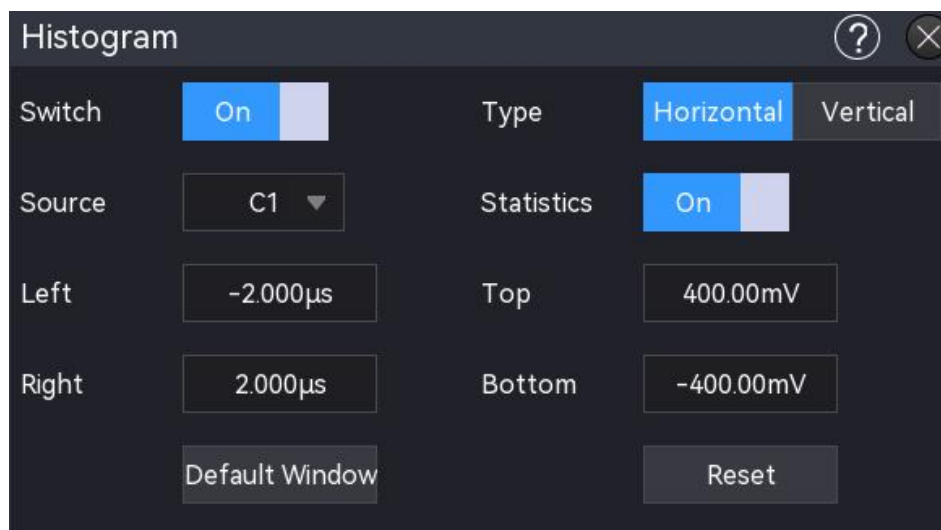 Histogram ?
Switch On Type Horizontal Vertical
Source C1 Statistics On
Left -2.000μs Top 400.00mV
Right 2.000μs Bottom -400.00mV
Default Window Reset